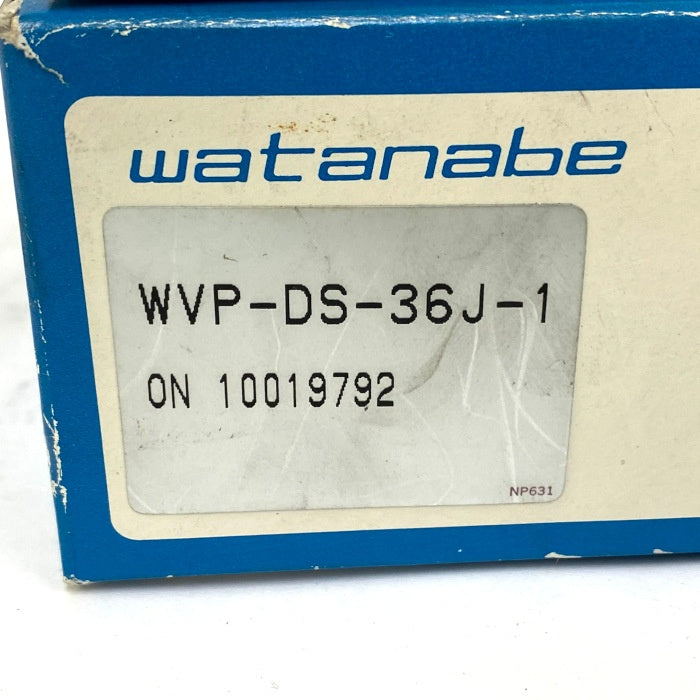 watanabe
WVP-DS-36J-1
ON 10019792
NP631